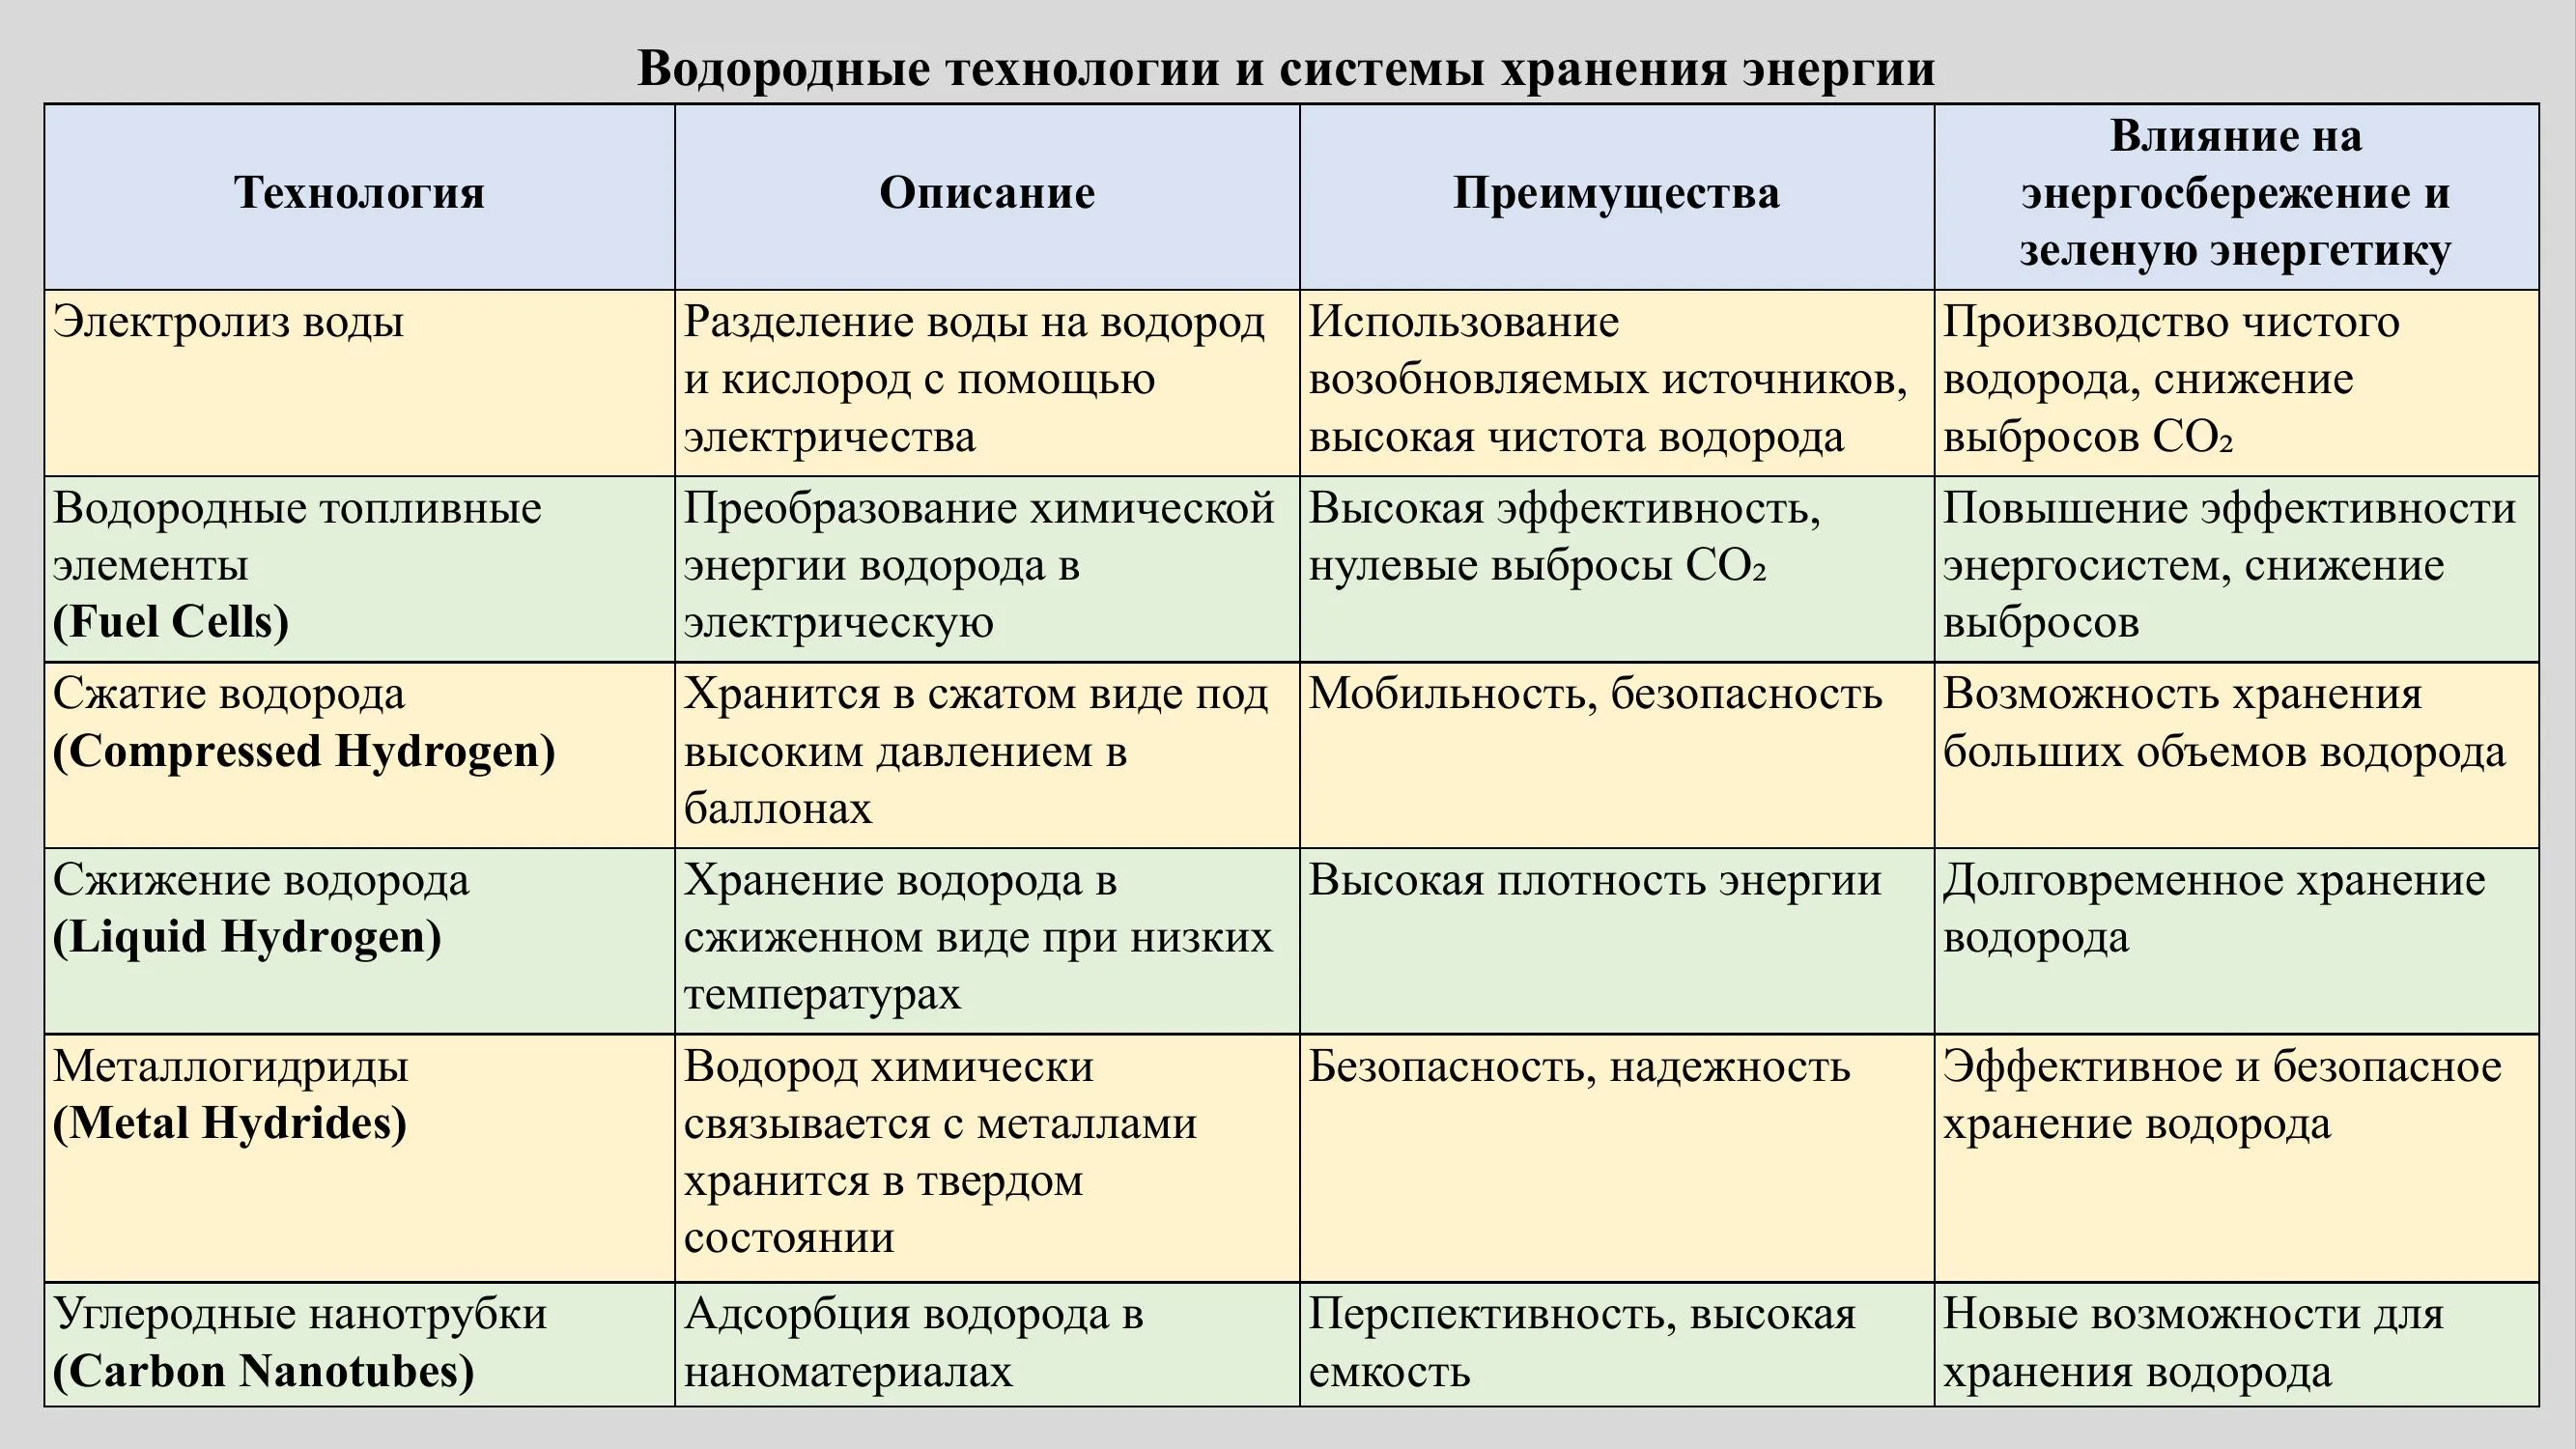 Водородные технологии и системы хранения энергии
Технология
Описание
Преимущества
Влияние на
энергосбережение и
зеленую энергетику
Электролиз воды
Разделение воды на водород
и кислород с помощью
электричества
Использование
возобновляемых источников,
высокая чистота водорода
Производство чистого
водорода, снижение
выбросов CO₂
Водородные топливные
элементы
(Fuel Cells)
Преобразование химической
энергии водорода в
электрическую
Высокая эффективность,
нулевые выбросы CO₂
Повышение эффективности
энергосистем, снижение
выбросов
Сжатие водорода
(Compressed Hydrogen)
Хранится в сжатом виде под
высоким давлением в
баллонах
Мобильность, безопасность
Возможность хранения
больших объемов водорода
Сжижение водорода
(Liquid Hydrogen)
Хранение водорода в
сжиженном виде при низких
температурах
Высокая плотность энергии
Долговременное хранение
водорода
Металлогидриды
(Metal Hydrides)
Водород химически
связывается с металлами
хранится в твердом
состоянии
Безопасность, надежность
Эффективное и безопасное
хранение водорода
Углеродные нанотрубки
(Carbon Nanotubes)
Адсорбция водорода в
наноматериалах
Перспективность, высокая
емкость
Новые возможности для
хранения водорода